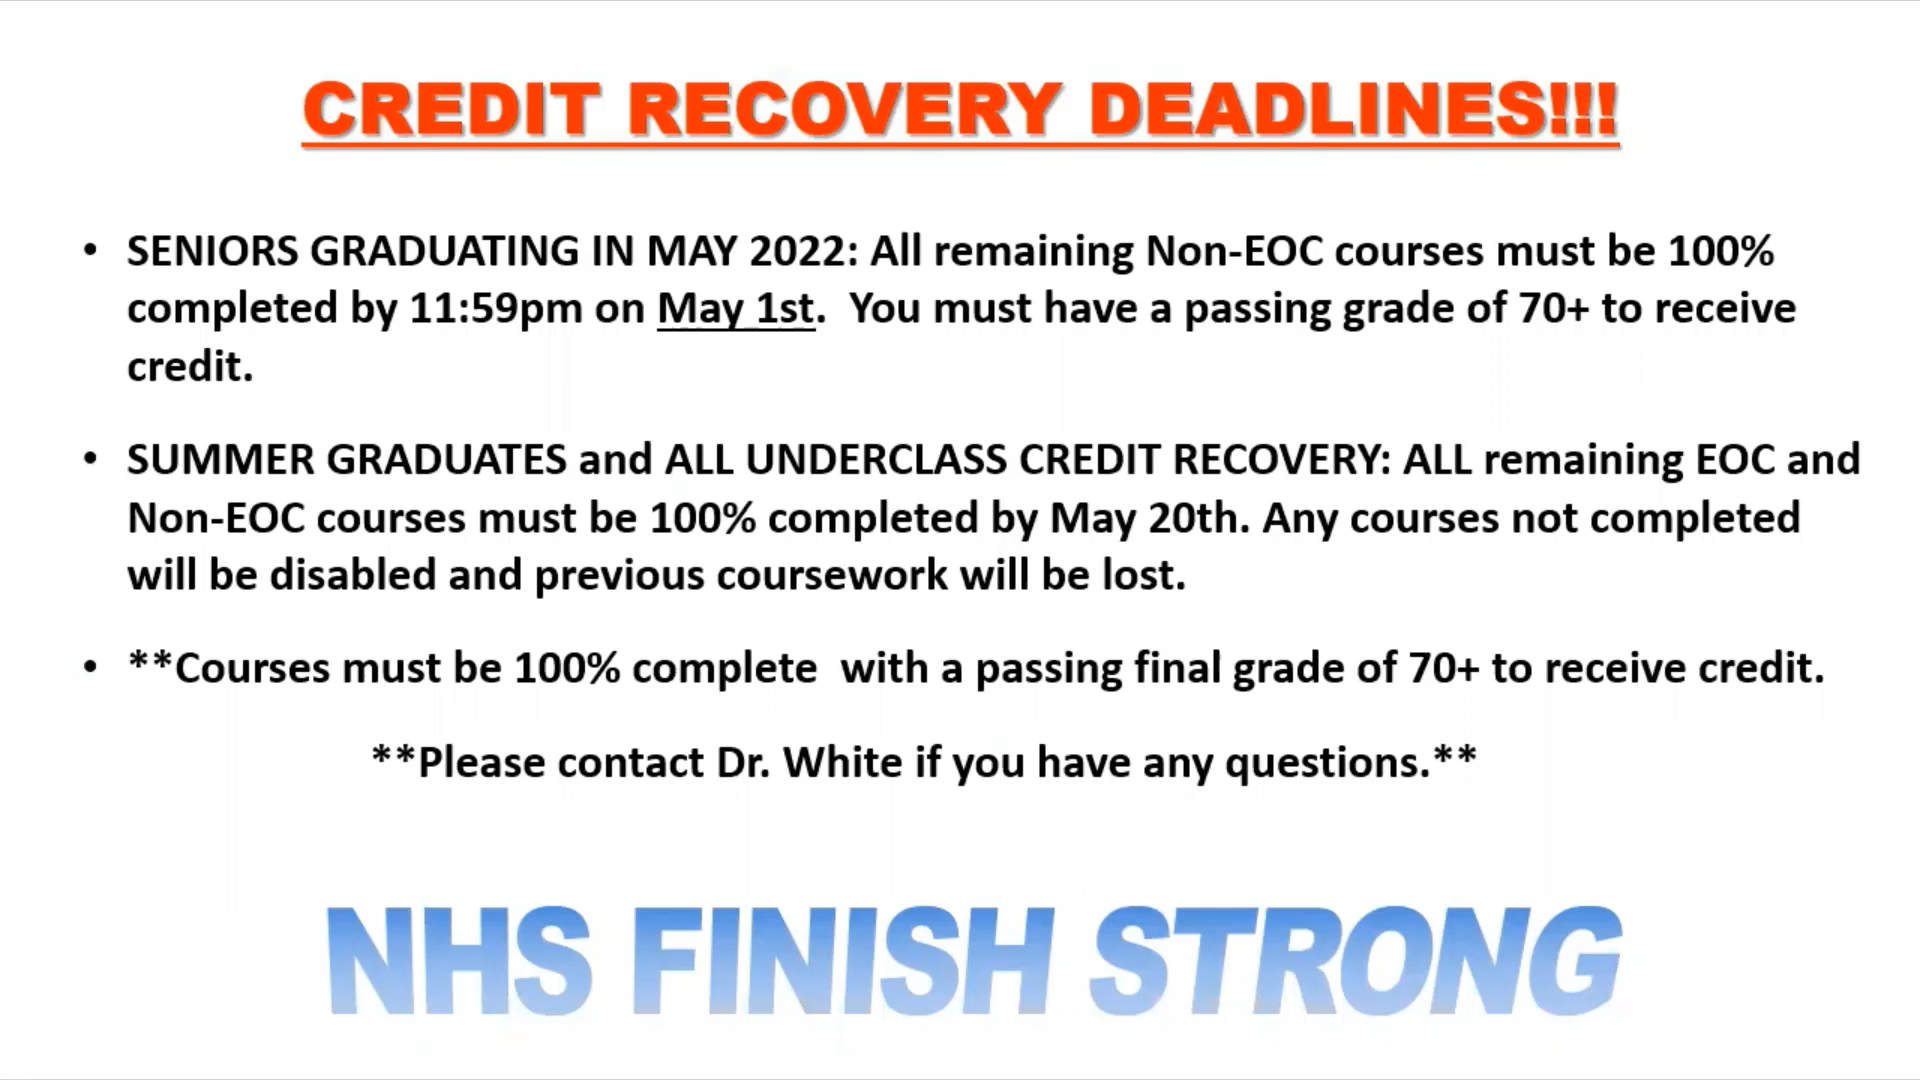 CREDIT RECOVERY DEADLINES!!!
• SENIORS GRADUATING IN MAY 2022: All remaining Non-EOC courses must be 100%
completed by 11:59pm on May 1st.  You must have a passing grade of 70+ to receive
credit.
• SUMMER GRADUATES and ALL UNDERCLASS CREDIT RECOVERY: ALL remaining EOC and
Non-EOC courses must be 100% completed by May 20th. Any courses not completed
will be disabled and previous coursework will be lost.
• **Courses must be 100% complete  with a passing final grade of 70+ to receive credit.
**Please contact Dr. White if you have any questions.**
NHS FINISH STRONG